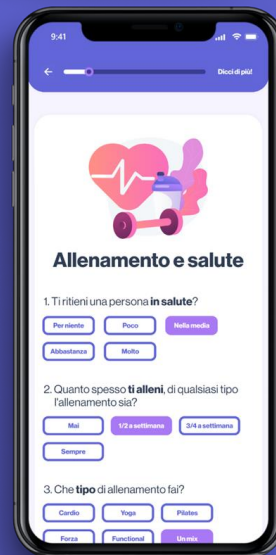 9:41
Dicci di più!
Allenamento e salute
1. Ti ritieni una persona in salute?
Per niente Poco Nella media
Abbastanza Molto
2. Quanto spesso ti alleni, di qualsiasi tipo
l'allenamento sia?
Mai 1/2 a settimana 3/4 a settimana
Sempre
3. Che tipo di allenamento fai?
Cardio Yoga Pilates
Forza Functional Un mix